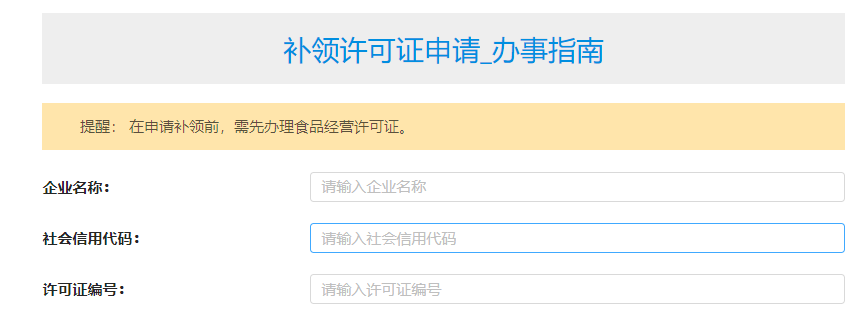 补领许可证申请_办事指南
提醒： 在申请补领前，需先办理食品经营许可证。
企业名称：
请输入企业名称
社会信用代码：
请输入社会信用代码
许可证编号：
请输入许可证编号